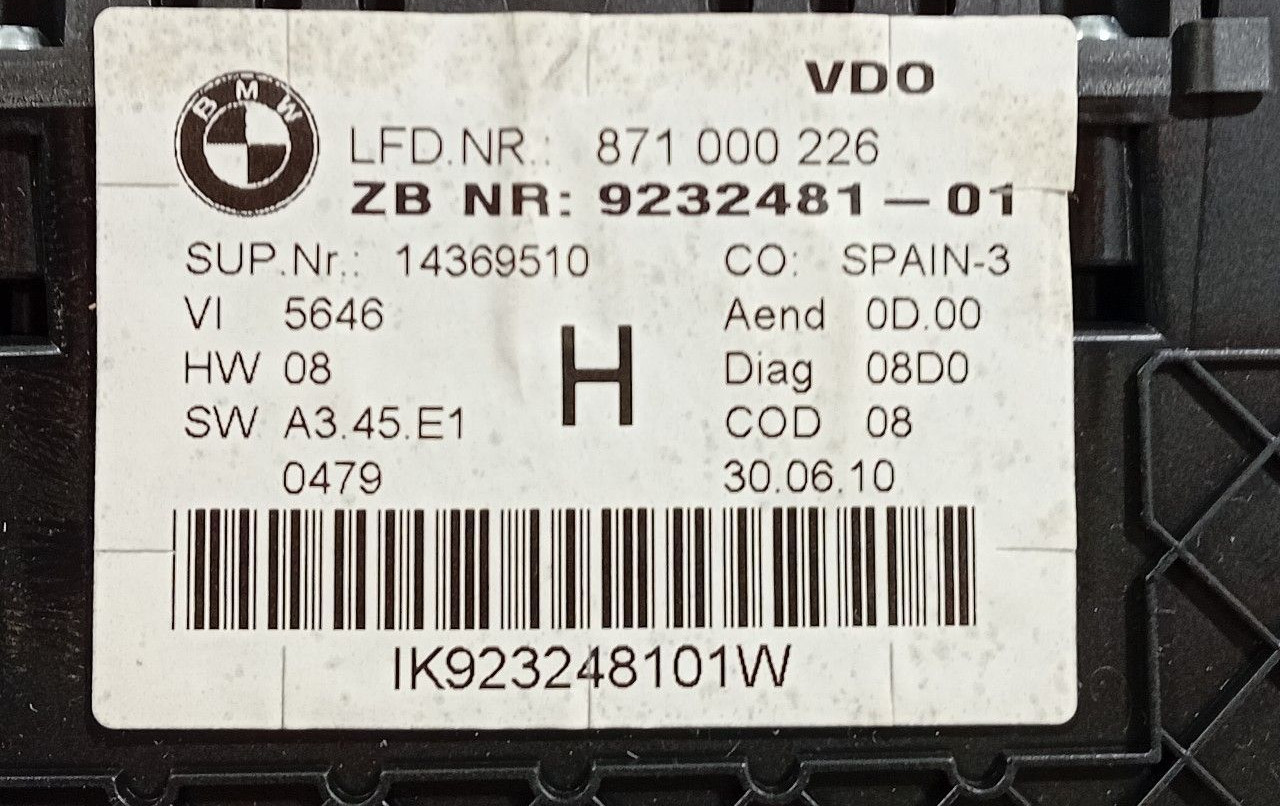 VDO
BMW
LFD.NR.: 871 000 226
ZB NR: 9232481-01
SUP.Nr.: 14369510 CO: SPAIN-3
VI 5646 Aend 0D.00
HW 08 H Diag 08D0
SW A3.45.E1 COD 08
0479 30.06.10
IK923248101W